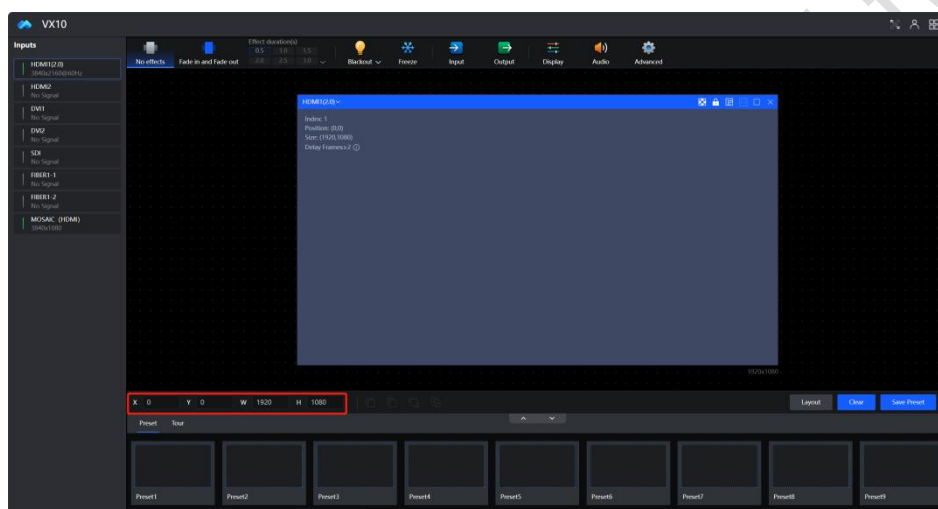 VX10
Inputs
HDMI1(2.0)
3840x2160@60Hz
HDMI2
No Signal
DVI1
No Signal
DVI2
No Signal
SDI
No Signal
FIBER1-1
No Signal
FIBER1-2
No Signal
MOSAIC (HDMI)
3840x1080
No effects
Fade in and Fade out
Effect duration(s)
0.5 1.0 1.5
2.0 2.5 3.0
Blackout
Freeze
Input
Output
Display
Audio
Advanced
HDMI1(2.0)
Index: 1
Position: (0,0)
Size: (1920,1080)
Delay Frames:x2
1920x1080
X 0 Y 0 W 1920 H 1080
Layout Clear Save Preset
Preset Tour
Preset1 Preset2 Preset3 Preset4 Preset5 Preset6 Preset7 Preset8 Preset9